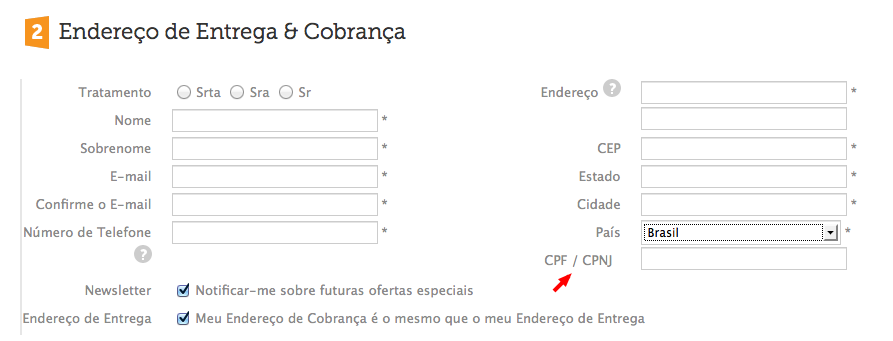 2 Endereço de Entrega & Cobrança
Tratamento Srta Sra Sr
Nome *
Sobrenome *
E-mail *
Confirme o E-mail *
Número de Telefone *
?
Newsletter Notificar-me sobre futuras ofertas especiais
Endereço de Entrega Meu Endereço de Cobrança é o mesmo que o meu Endereço de Entrega
Endereço ? *
CEP *
Estado *
Cidade *
País Brasil *
CPF / CPNJ